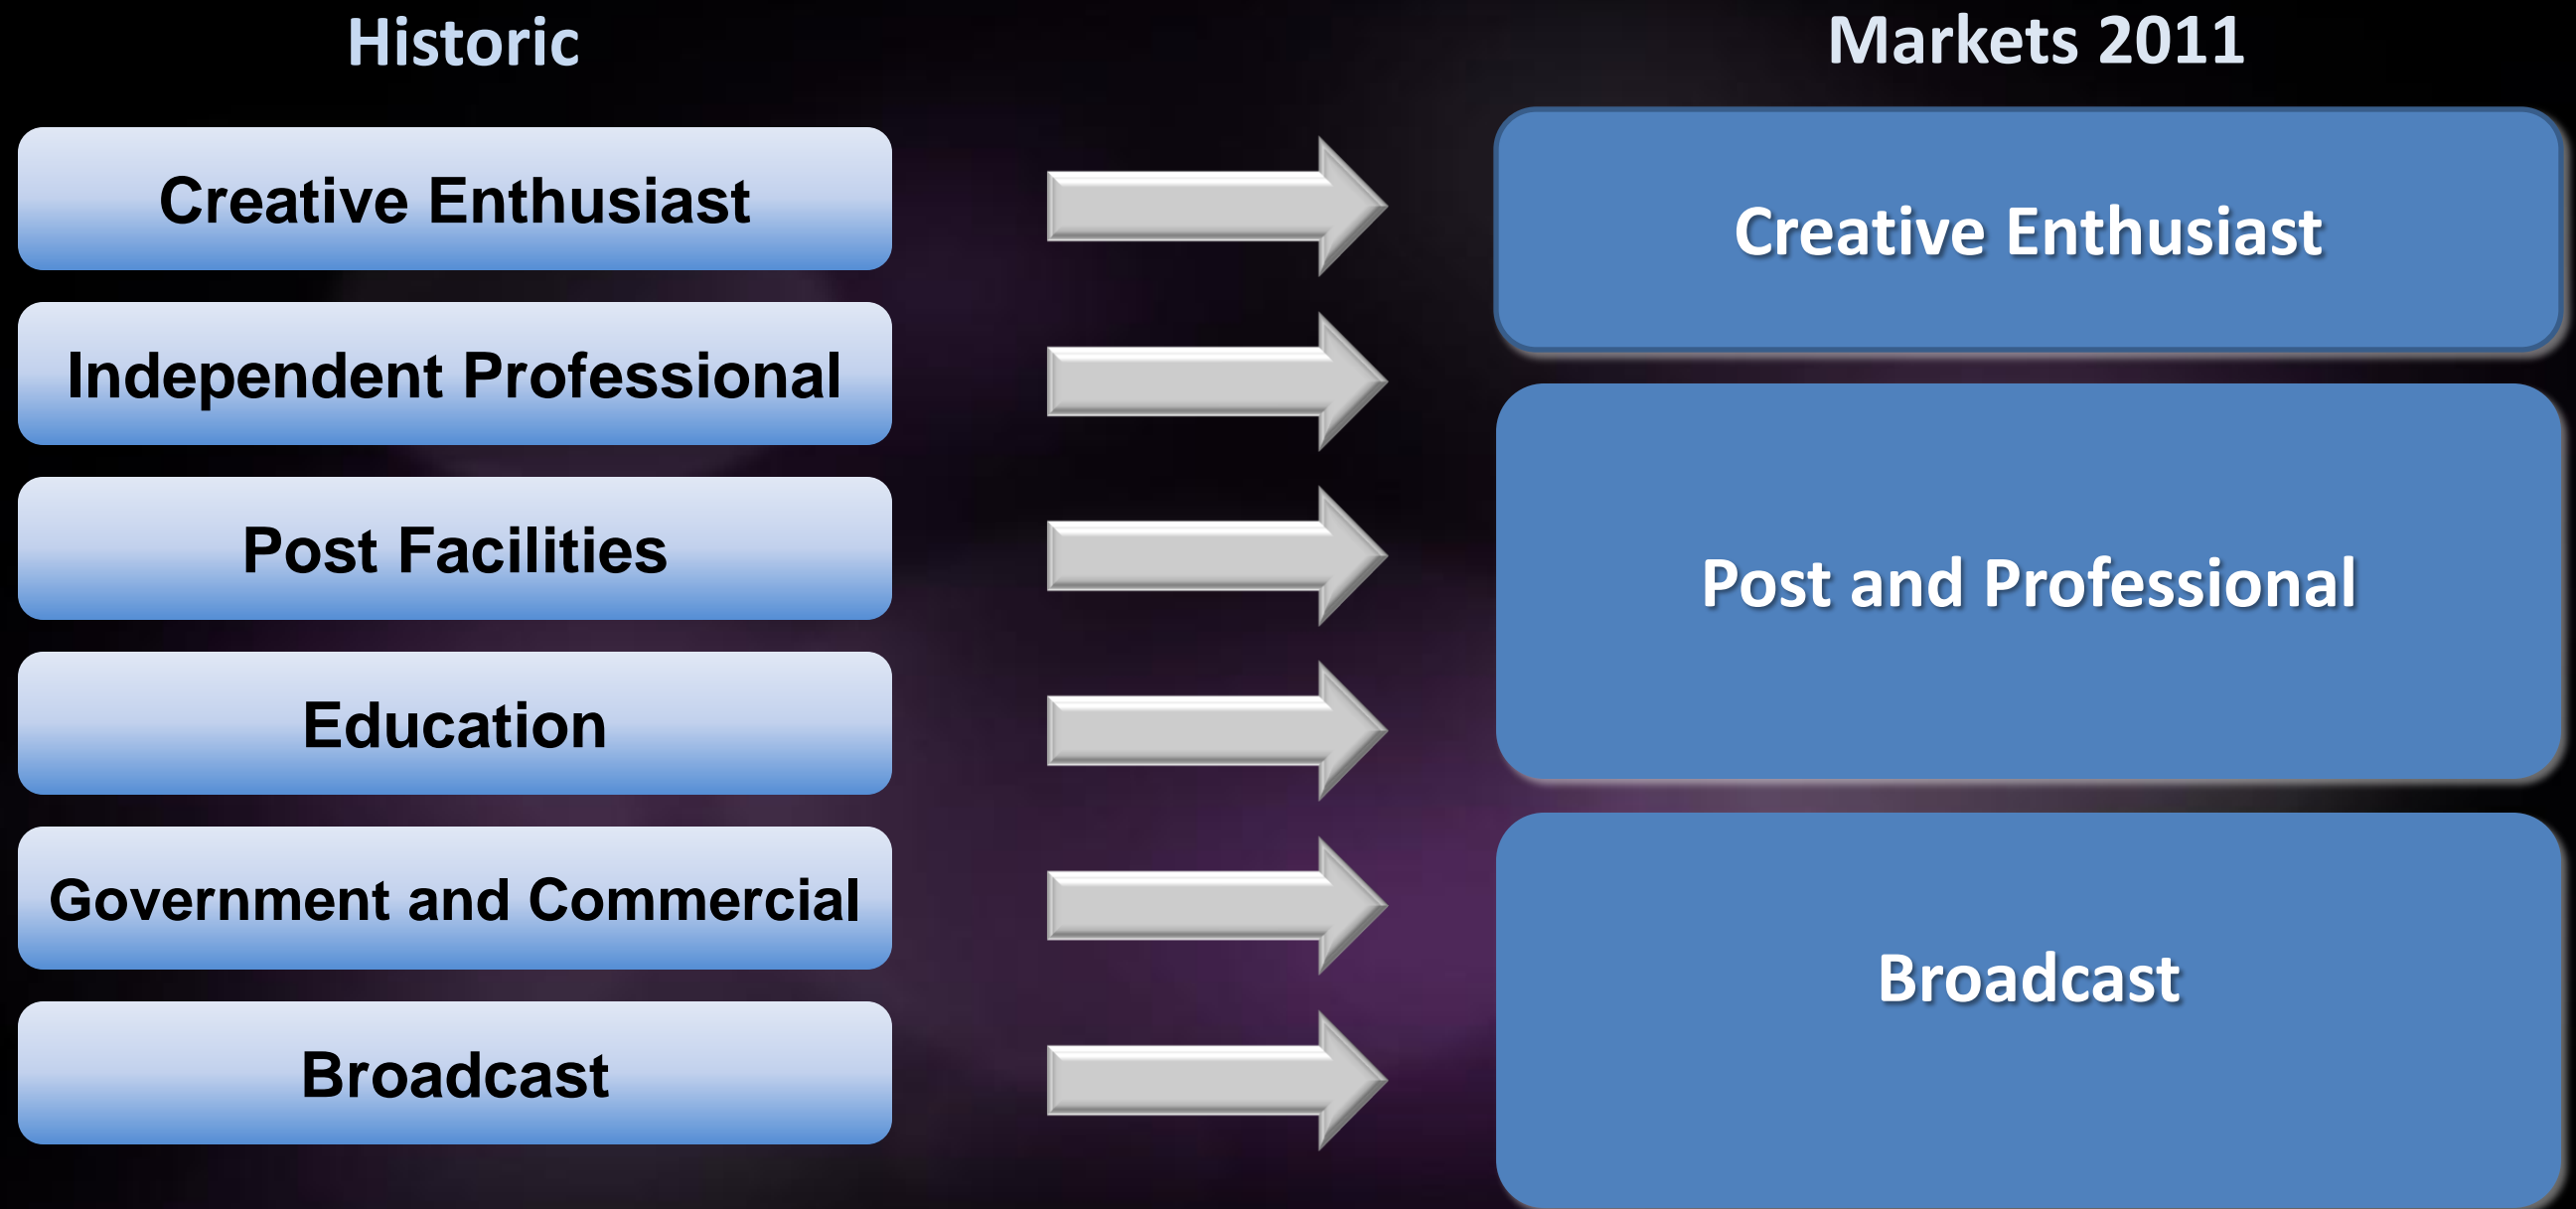 Historic
Markets 2011
Creative Enthusiast
Independent Professional
Post Facilities
Education
Government and Commercial
Broadcast
Creative Enthusiast
Post and Professional
Broadcast